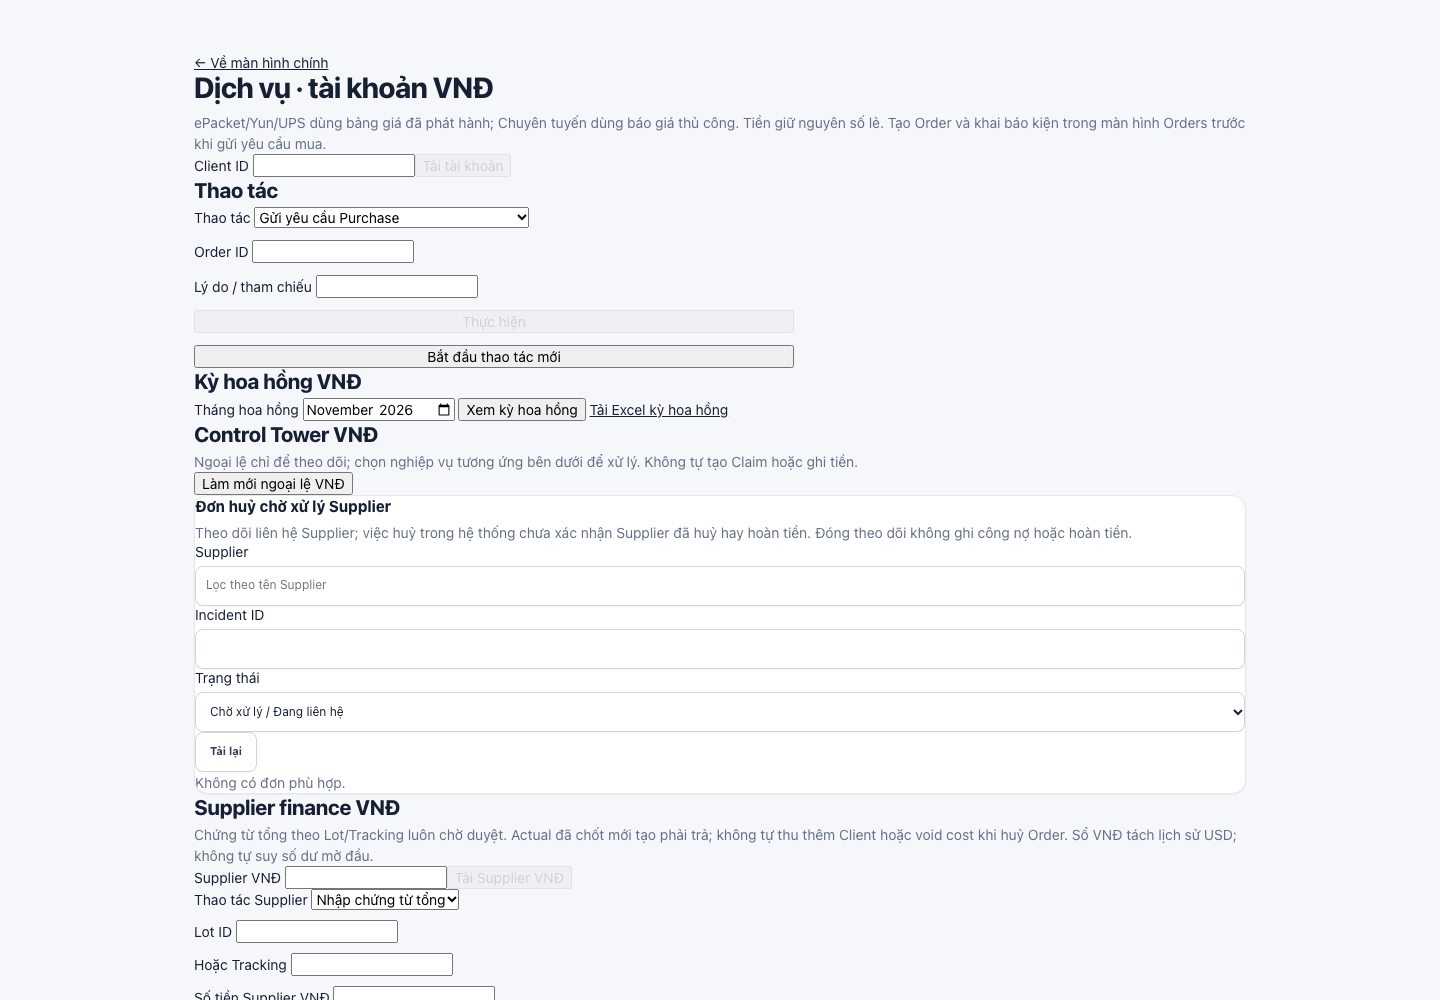 ← Về màn hình chính
Dịch vụ · tài khoản VNĐ
ePacket/Yun/UPS dùng bảng giá đã phát hành; Chuyên tuyến dùng báo giá thủ công. Tiền giữ nguyên số lẻ. Tạo Order và khai báo kiện trong màn hình Orders trước
khi gửi yêu cầu mua.
Client ID Tải tài khoản
Thao tác
Thao tác Gửi yêu cầu Purchase
Order ID
Lý do / tham chiếu
Thực hiện
Bắt đầu thao tác mới
Kỳ hoa hồng VNĐ
Tháng hoa hồng November 2026 Xem kỳ hoa hồng Tải Excel kỳ hoa hồng
Control Tower VNĐ
Ngoại lệ chỉ để theo dõi; chọn nghiệp vụ tương ứng bên dưới để xử lý. Không tự tạo Claim hoặc ghi tiền.
Làm mới ngoại lệ VNĐ
Đơn huỷ chờ xử lý Supplier
Theo dõi liên hệ Supplier; việc huỷ trong hệ thống chưa xác nhận Supplier đã huỷ hay hoàn tiền. Đóng theo dõi không ghi công nợ hoặc hoàn tiền.
Supplier
Lọc theo tên Supplier
Incident ID
Trạng thái
Chờ xử lý / Đang liên hệ
Tải lại
Không có đơn phù hợp.
Supplier finance VNĐ
Chứng từ tổng theo Lot/Tracking luôn chờ duyệt. Actual đã chốt mới tạo phải trả; không tự thu thêm Client hoặc void cost khi huỷ Order. Sổ VNĐ tách lịch sử USD;
không tự suy số dư mở đầu.
Supplier VNĐ Tải Supplier VNĐ
Thao tác Supplier Nhập chứng từ tổng
Lot ID
Hoặc Tracking
Số tiền Supplier VNĐ